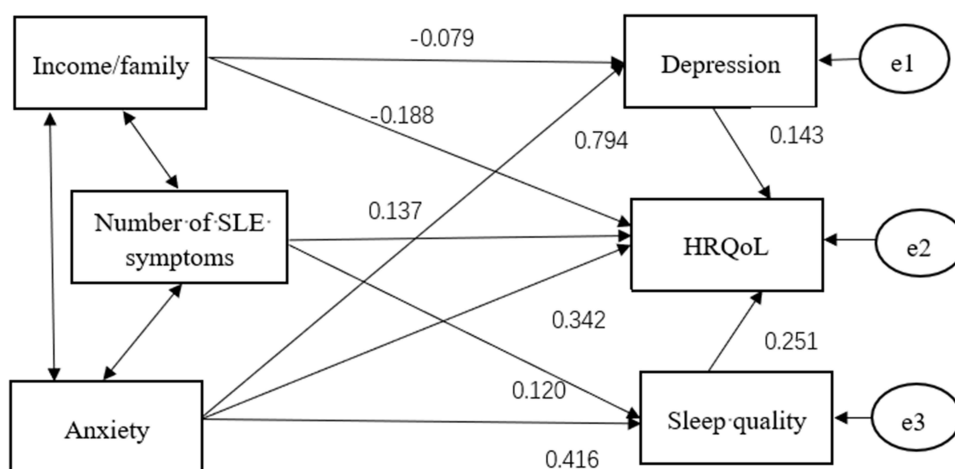 -0.079
Income/family
Depression
e1
-0.188
0.794
0.143
Number·of·SLE·
symptoms
0.137
HRQoL
e2
0.342
0.251
0.120
Anxiety
Sleep·quality
e3
0.416